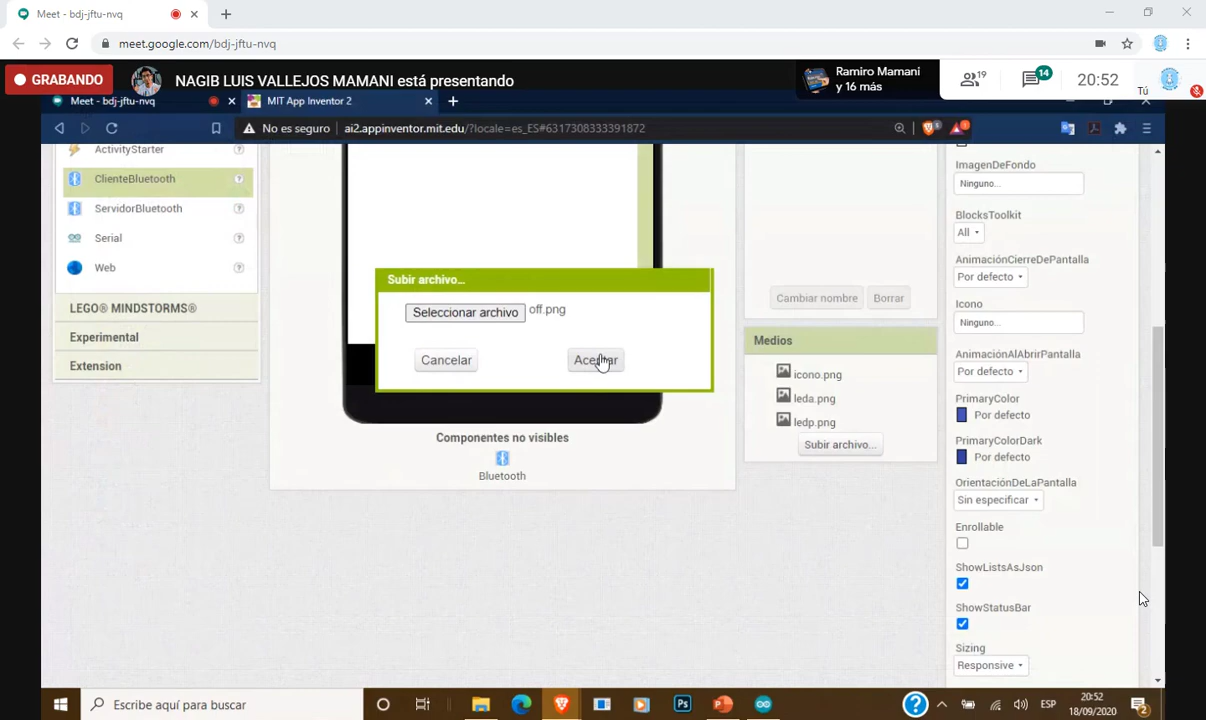 Meet - bdj-jftu-nvq
meet.google.com/bdj-jftu-nvq
GRABANDO
NAGIB LUIS VALLEJOS MAMANI está presentando
Ramiro Mamani
y 16 más
19
14
20:52
Tú
Meet - bdj-jftu-nvq
MIT App Inventor 2
No es seguro
ai2.appinventor.mit.edu/?locale=es_ES#6317308333391872
ActivityStarter
ClienteBluetooth
ServidorBluetooth
Serial
Web
LEGO® MINDSTORMS®
Experimental
Extension
Subir archivo...
Seleccionar archivo
off.png
Cancelar
Aceptar
Componentes no visibles
Bluetooth
Cambiar nombre
Borrar
Medios
icono.png
leda.png
ledp.png
Subir archivo...
ImagenDeFondo
Ninguno...
BlocksToolkit
All
AnimaciónCierreDePantalla
Por defecto
Icono
Ninguno...
AnimaciónAlAbrirPantalla
Por defecto
PrimaryColor
Por defecto
PrimaryColorDark
Por defecto
OrientaciónDeLaPantalla
Sin especificar
Enrollable
ShowListsAsJson
ShowStatusBar
Sizing
Responsive
Escribe aquí para buscar
ESP
20:52
18/09/2020
2